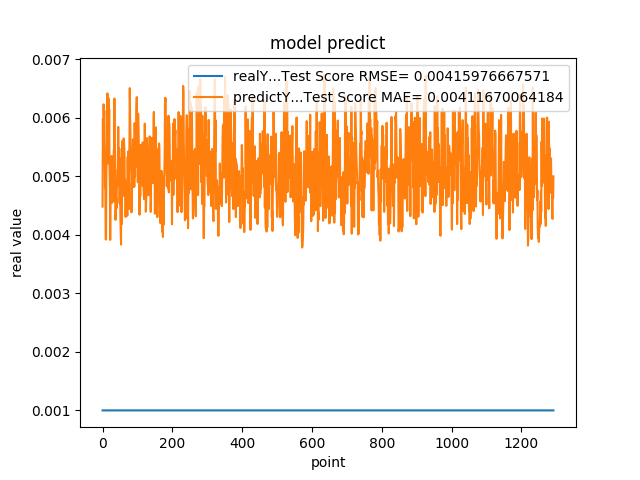 model predict
realY...Test Score RMSE= 0.00415976667571
predictY...Test Score MAE= 0.00411670064184
0.007
0.006
0.005
0.004
0.003
0.002
0.001
real value
0 200 400 600 800 1000 1200
point